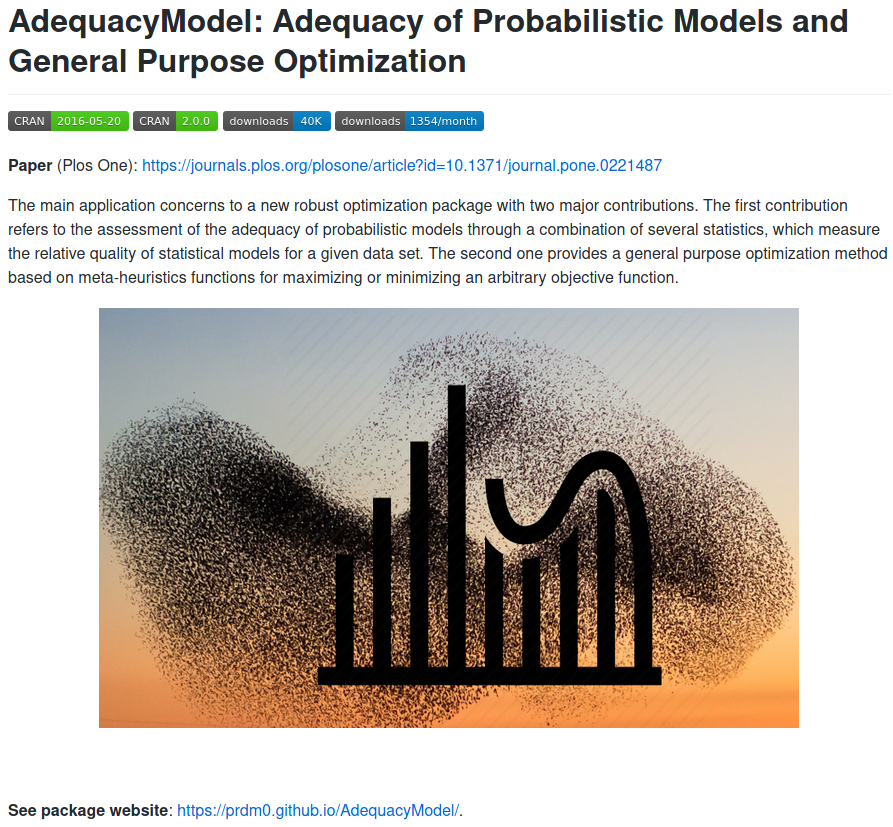 AdequacyModel: Adequacy of Probabilistic Models and
General Purpose Optimization
CRAN 2016-05-20 CRAN 2.0.0 downloads 40K downloads 1354/month
Paper (Plos One): https://journals.plos.org/plosone/article?id=10.1371/journal.pone.0221487
The main application concerns to a new robust optimization package with two major contributions. The first contribution
refers to the assessment of the adequacy of probabilistic models through a combination of several statistics, which measure
the relative quality of statistical models for a given data set. The second one provides a general purpose optimization method
based on meta-heuristics functions for maximizing or minimizing an arbitrary objective function.
See package website: https://prdm0.github.io/AdequacyModel/.